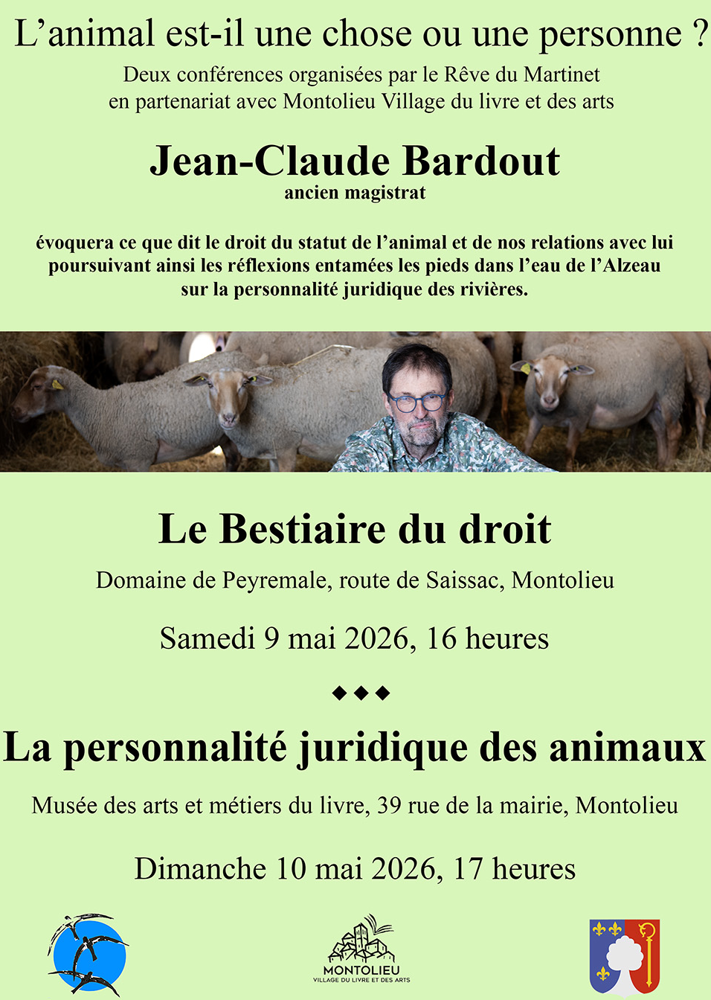 L’animal est-il une chose ou une personne ?
Deux conférences organisées par le Rêve du Martinet
en partenariat avec Montolieu Village du livre et des arts
Jean-Claude Bardout
ancien magistrat
évoquera ce que dit le droit du statut de l’animal et de nos relations avec lui
poursuivant ainsi les réflexions entamées les pieds dans l’eau de l’Alzeau
sur la personnalité juridique des rivières.
Le Bestiaire du droit
Domaine de Peyremale, route de Saissac, Montolieu
Samedi 9 mai 2026, 16 heures
La personnalité juridique des animaux
Musée des arts et métiers du livre, 39 rue de la mairie, Montolieu
Dimanche 10 mai 2026, 17 heures
MONTOLIEU
VILLAGE DU LIVRE ET DES ARTS